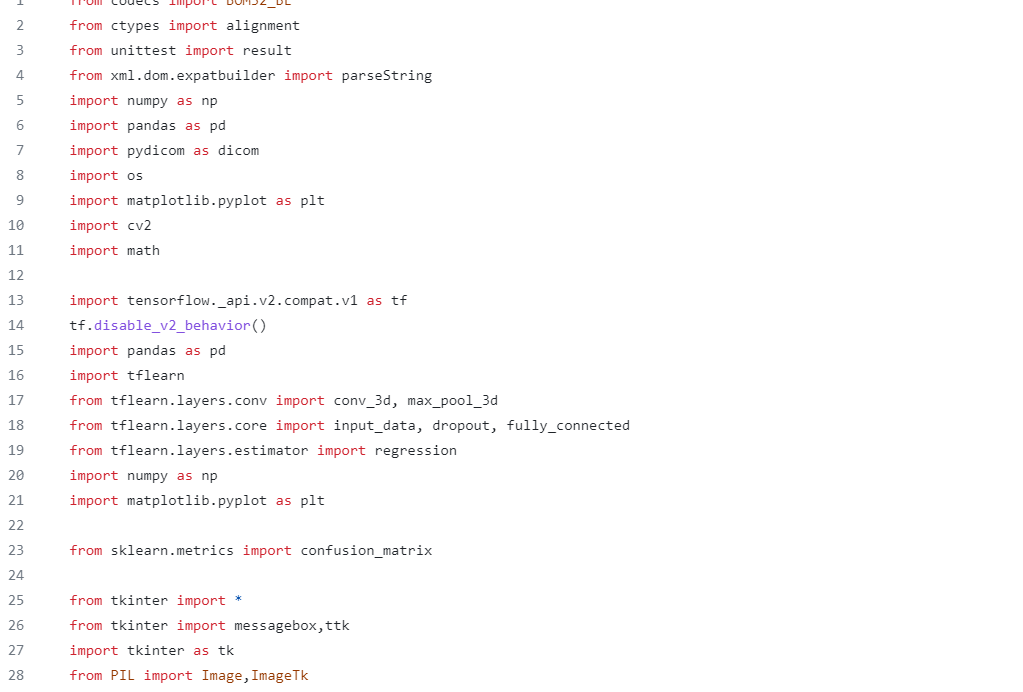 1 from codecs import BOM32_BE
2 from ctypes import alignment
3 from unittest import result
4 from xml.dom.expatbuilder import parseString
5 import numpy as np
6 import pandas as pd
7 import pydicom as dicom
8 import os
9 import matplotlib.pyplot as plt
10 import cv2
11 import math
12
13 import tensorflow._api.v2.compat.v1 as tf
14 tf.disable_v2_behavior()
15 import pandas as pd
16 import tflearn
17 from tflearn.layers.conv import conv_3d, max_pool_3d
18 from tflearn.layers.core import input_data, dropout, fully_connected
19 from tflearn.layers.estimator import regression
20 import numpy as np
21 import matplotlib.pyplot as plt
22
23 from sklearn.metrics import confusion_matrix
24
25 from tkinter import *
26 from tkinter import messagebox,ttk
27 import tkinter as tk
28 from PIL import Image,ImageTk